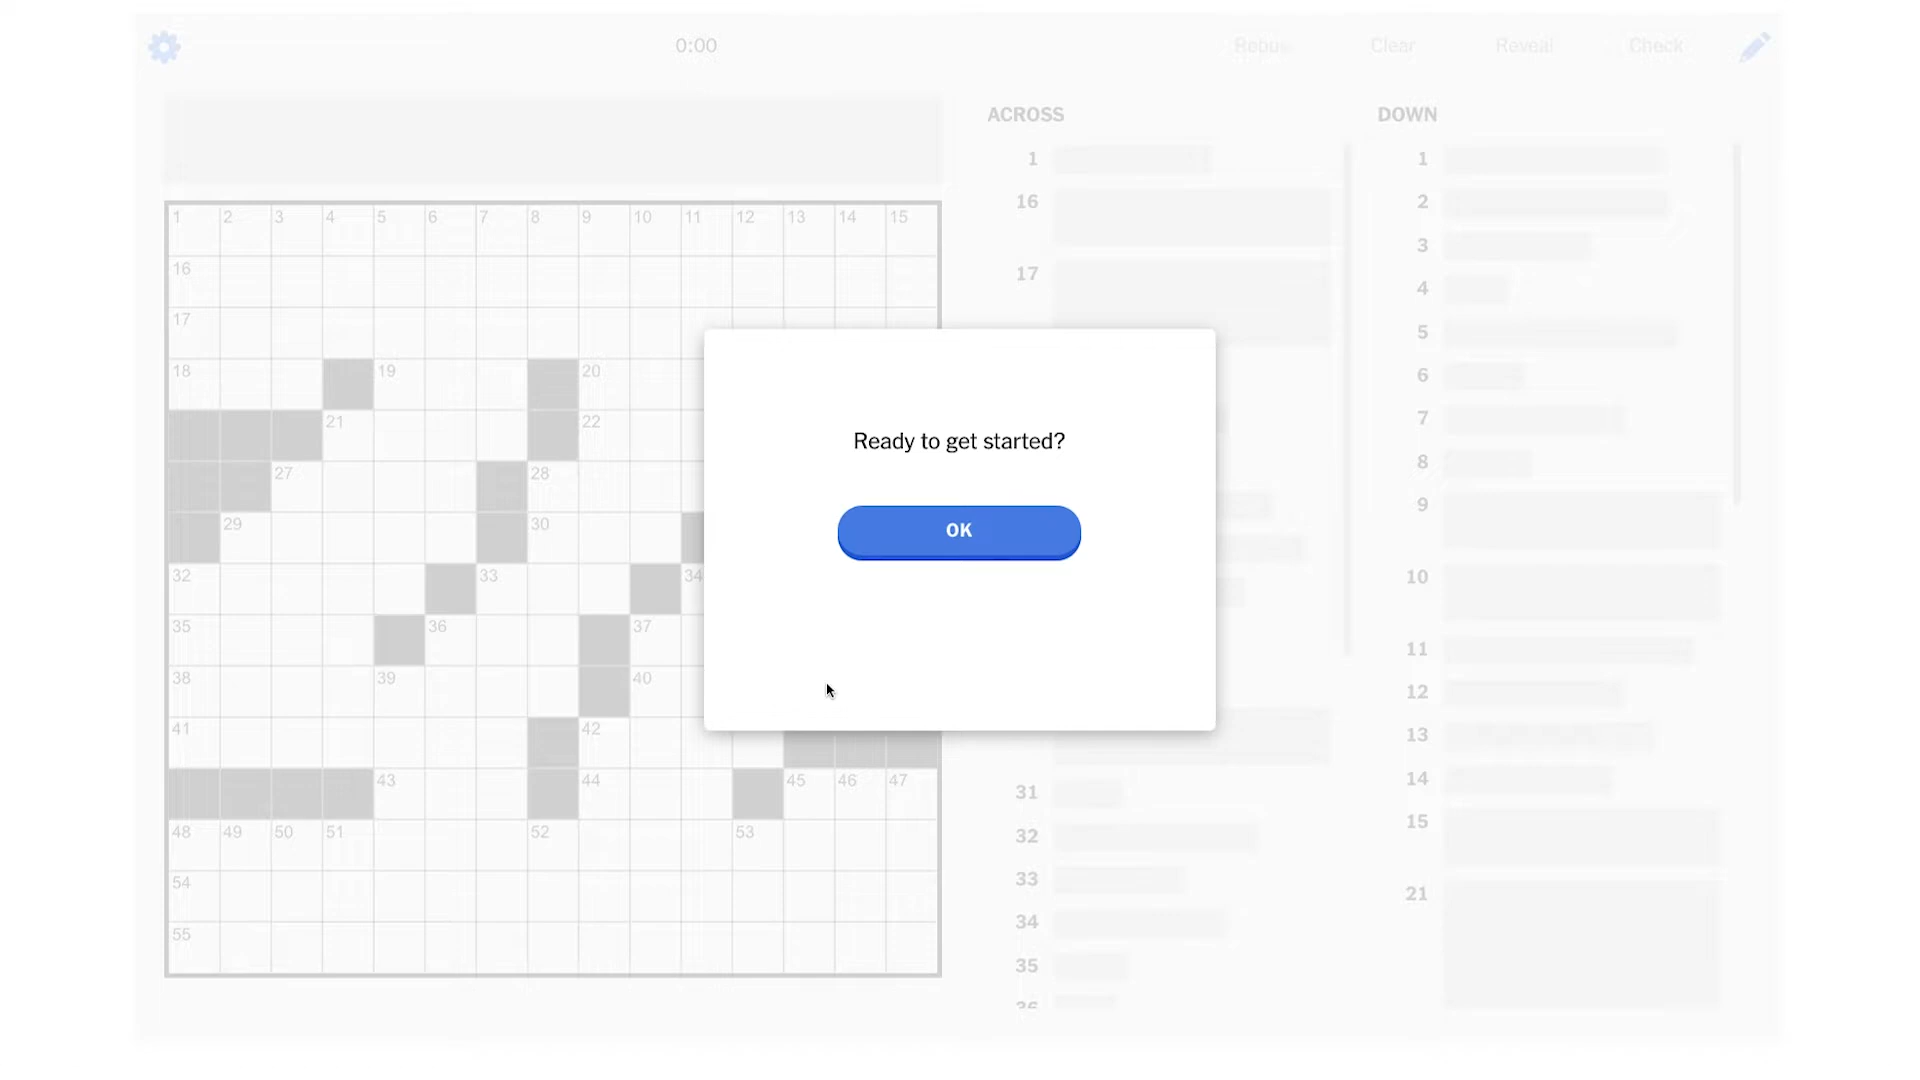 0:00
Rebus
Clear
Reveal
Check
ACROSS
1
16
17
31
32
33
34
35
36
DOWN
1
2
3
4
5
6
7
8
9
10
11
12
13
14
15
21
1 2 3 4 5 6 7 8 9 10 11 12 13 14 15
16
17
18 19 20
21 22
27 28
29 30
32 33 34
35 36 37
38 39 40
41 42
43 44 45 46 47
48 49 50 51 52 53
54
55
Ready to get started?
OK